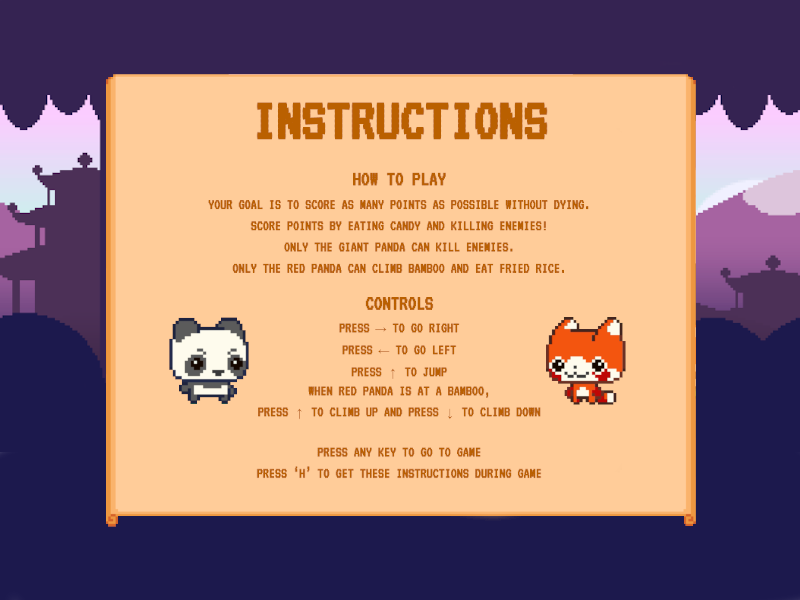 INSTRUCTIONS
HOW TO PLAY
YOUR GOAL IS TO SCORE AS MANY POINTS AS POSSIBLE WITHOUT DYING.
SCORE POINTS BY EATING CANDY AND KILLING ENEMIES!
ONLY THE GIANT PANDA CAN KILL ENEMIES.
ONLY THE RED PANDA CAN CLIMB BAMBOO AND EAT FRIED RICE.
CONTROLS
PRESS → TO GO RIGHT
PRESS ← TO GO LEFT
PRESS ↑ TO JUMP
WHEN RED PANDA IS AT A BAMBOO,
PRESS ↑ TO CLIMB UP AND PRESS ↓ TO CLIMB DOWN
PRESS ANY KEY TO GO TO GAME
PRESS ‘H’ TO GET THESE INSTRUCTIONS DURING GAME